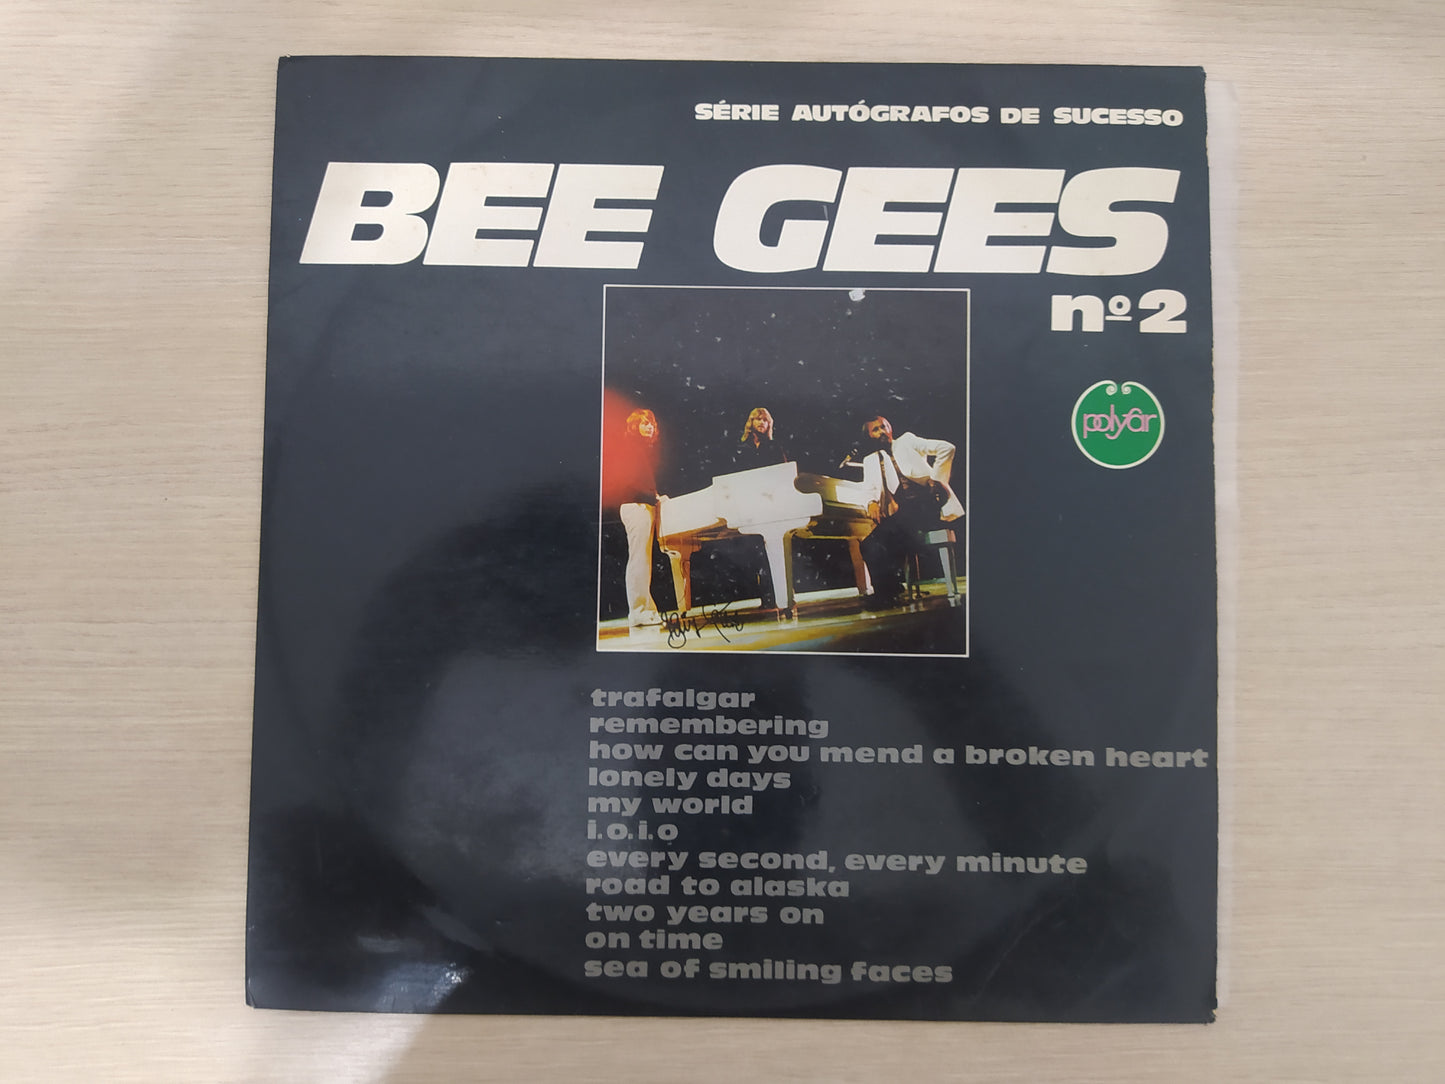 SÉRIE AUTÓGRAFOS DE SUCESSO
BEE GEES
nº2
polyfar
trafalgar
remembering
how can you mend a broken heart
lonely days
my world
i.o.i.o
every second, every minute
road to alaska
two years on
on time
sea of smiling faces